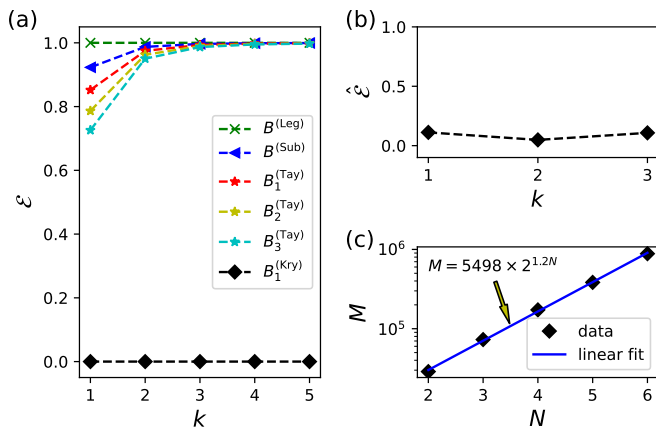 (a)
1.0
0.8
0.6
0.4
0.2
0.0
ℰ
B^(Leg)
B^(Sub)
B_1^(Tay)
B_2^(Tay)
B_3^(Tay)
B_1^(Kry)
1 2 3 4 5
k
(b)
1.0
0.5
0.0
ℰ̂
1 2 3
k
(c)
10^6
10^5
M
M = 5498 × 2^{1.2N}
data
linear fit
2 3 4 5 6
N